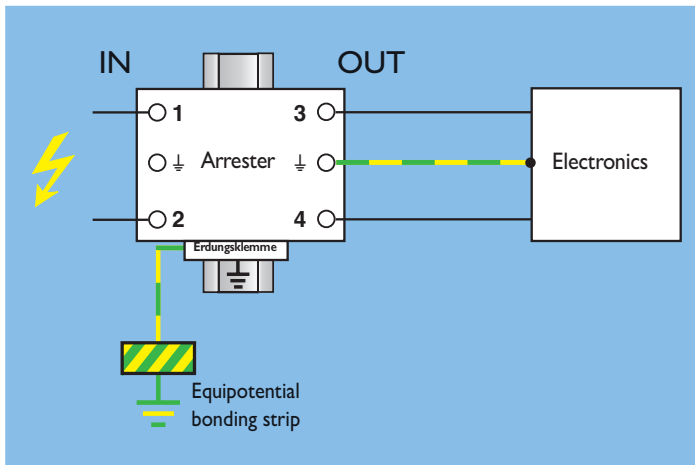 IN
OUT
1
3
Arrester
Electronics
2
4
Erdungsklemme
Equipotential
bonding strip